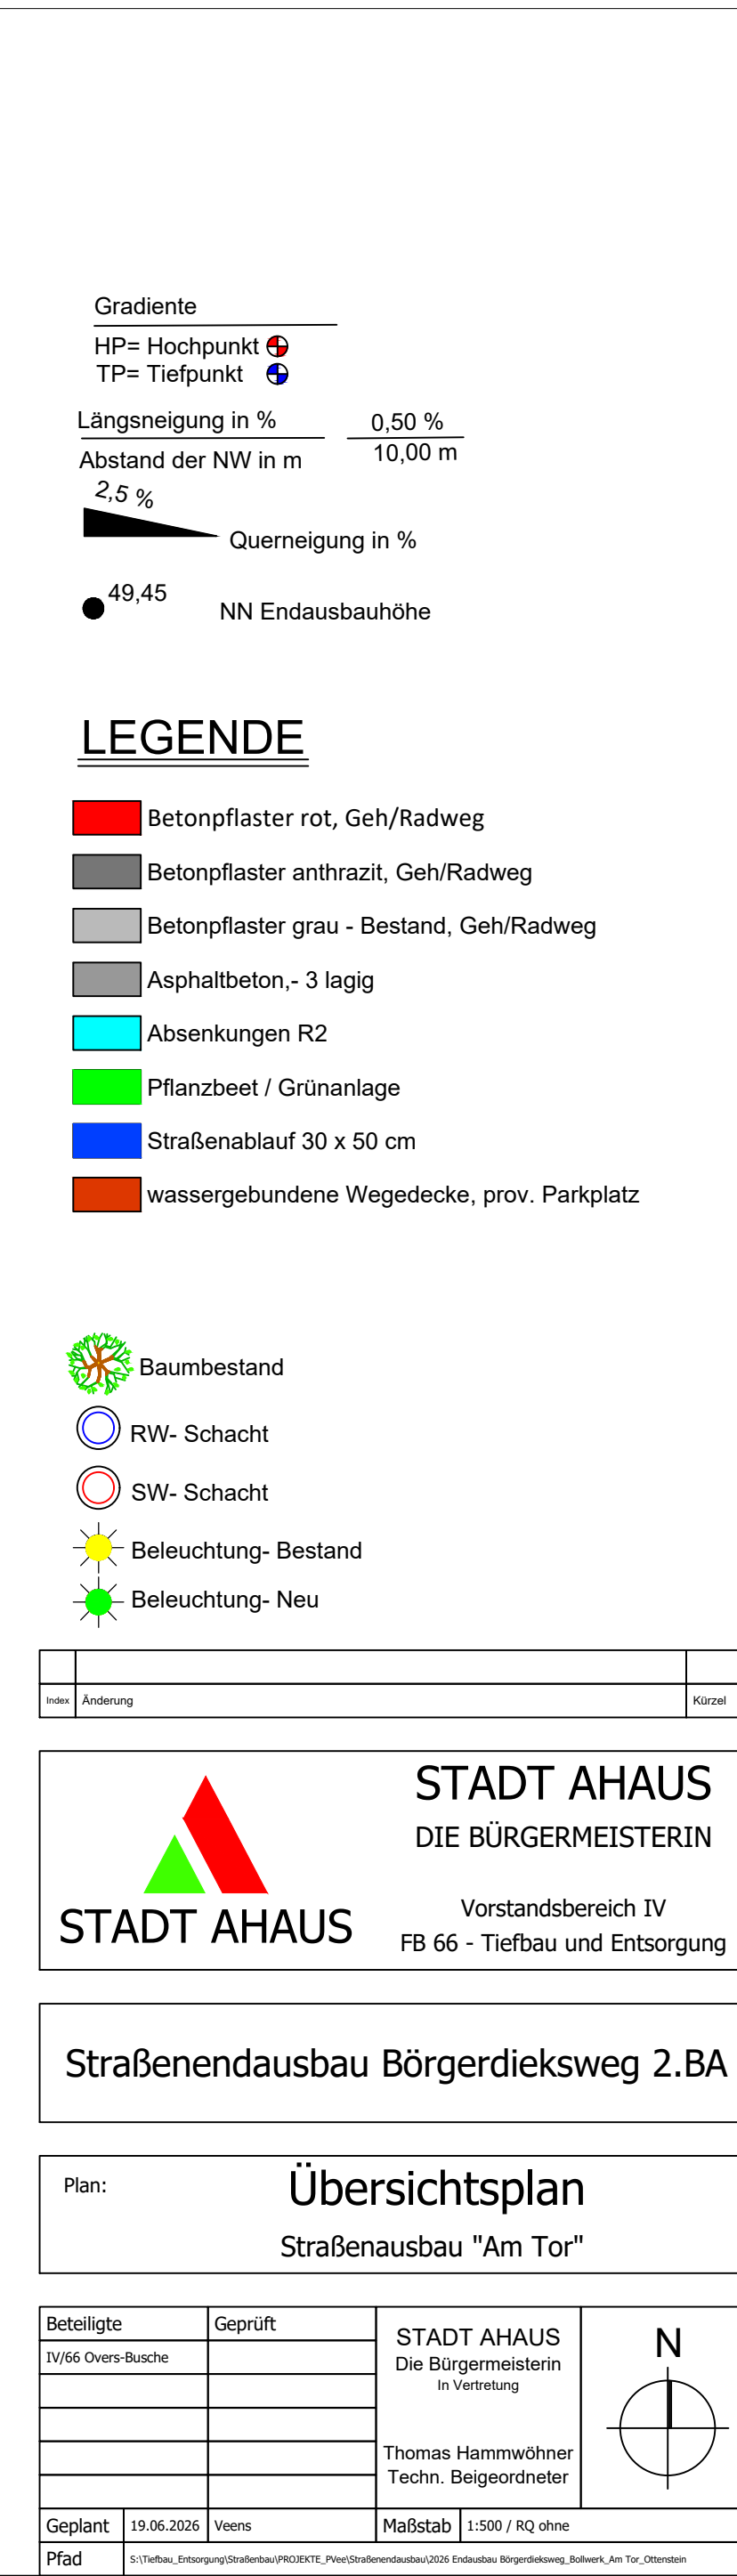 Gradiente
HP= Hochpunkt
TP= Tiefpunkt
Längsneigung in % 0,50 %
Abstand der NW in m 10,00 m
2,5 %
Querneigung in %
49,45
NN Endausbauhöhe
LEGENDE
Betonpflaster rot, Geh/Radweg
Betonpflaster anthrazit, Geh/Radweg
Betonpflaster grau - Bestand, Geh/Radweg
Asphaltbeton,- 3 lagig
Absenkungen R2
Pflanzbeet / Grünanlage
Straßenablauf 30 x 50 cm
wassergebundene Wegedecke, prov. Parkplatz
Baumbestand
RW- Schacht
SW- Schacht
Beleuchtung- Bestand
Beleuchtung- Neu
Index Änderung Kürzel
STADT AHAUS
DIE BÜRGERMEISTERIN
Vorstandsbereich IV
FB 66 - Tiefbau und Entsorgung
STADT AHAUS
Straßenendausbau Börgerdieksweg 2.BA
Plan: Übersichtsplan
Straßenausbau "Am Tor"
Beteiligte Geprüft
IV/66 Overs-Busche
STADT AHAUS
Die Bürgermeisterin
In Vertretung
Thomas Hammwöhner
Techn. Beigeordneter
N
Geplant 19.06.2026 Veens Maßstab 1:500 / RQ ohne
Pfad S:\Tiefbau_Entsorgung\Straßenbau\PROJEKTE_PVee\Straßenendausbau\2026 Endausbau Börgerdieksweg_Bollwerk_Am Tor_Ottenstein